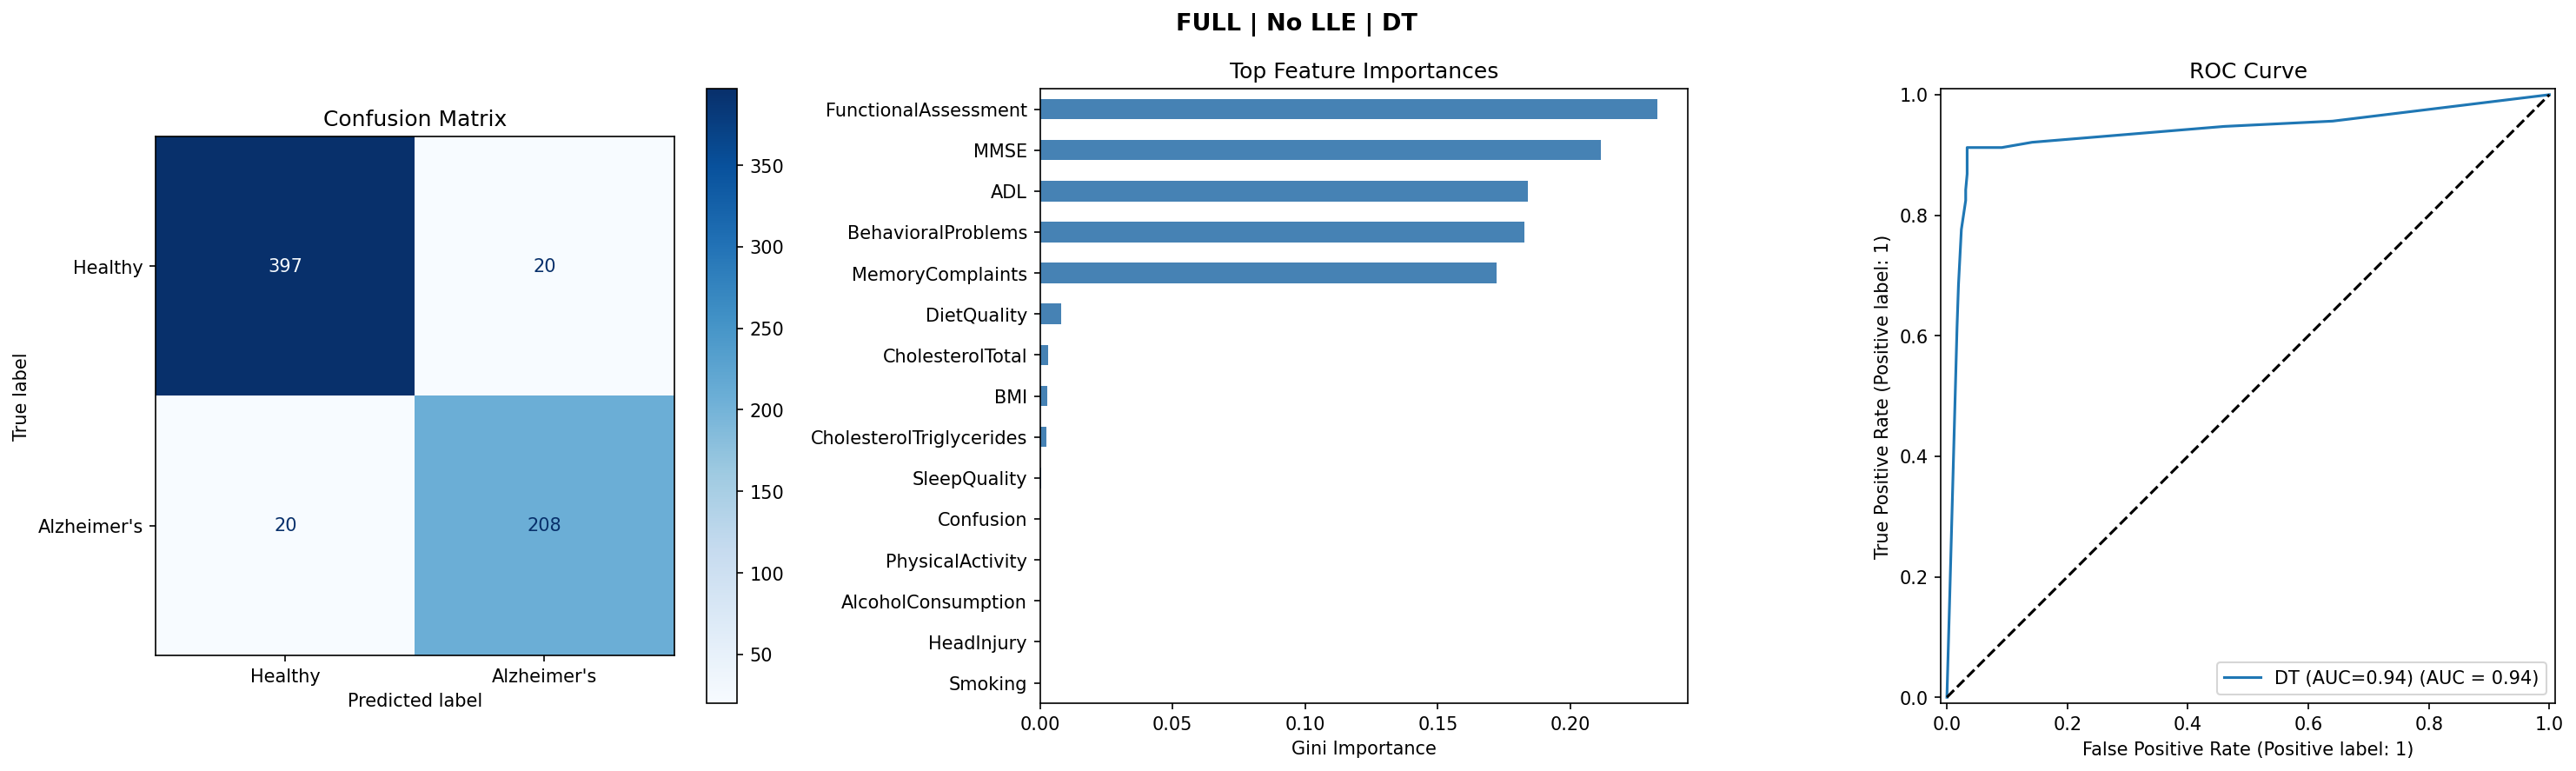 FULL | No LLE | DT
Confusion Matrix
True label
Healthy
Alzheimer's
397
20
20
208
Healthy
Alzheimer's
Predicted label
350
300
250
200
150
100
50
Top Feature Importances
FunctionalAssessment
MMSE
ADL
BehavioralProblems
MemoryComplaints
DietQuality
CholesterolTotal
BMI
CholesterolTriglycerides
SleepQuality
Confusion
PhysicalActivity
AlcoholConsumption
HeadInjury
Smoking
0.00
0.05
0.10
0.15
0.20
Gini Importance
ROC Curve
True Positive Rate (Positive label: 1)
1.0
0.8
0.6
0.4
0.2
0.0
DT (AUC=0.94) (AUC = 0.94)
0.0
0.2
0.4
0.6
0.8
1.0
False Positive Rate (Positive label: 1)